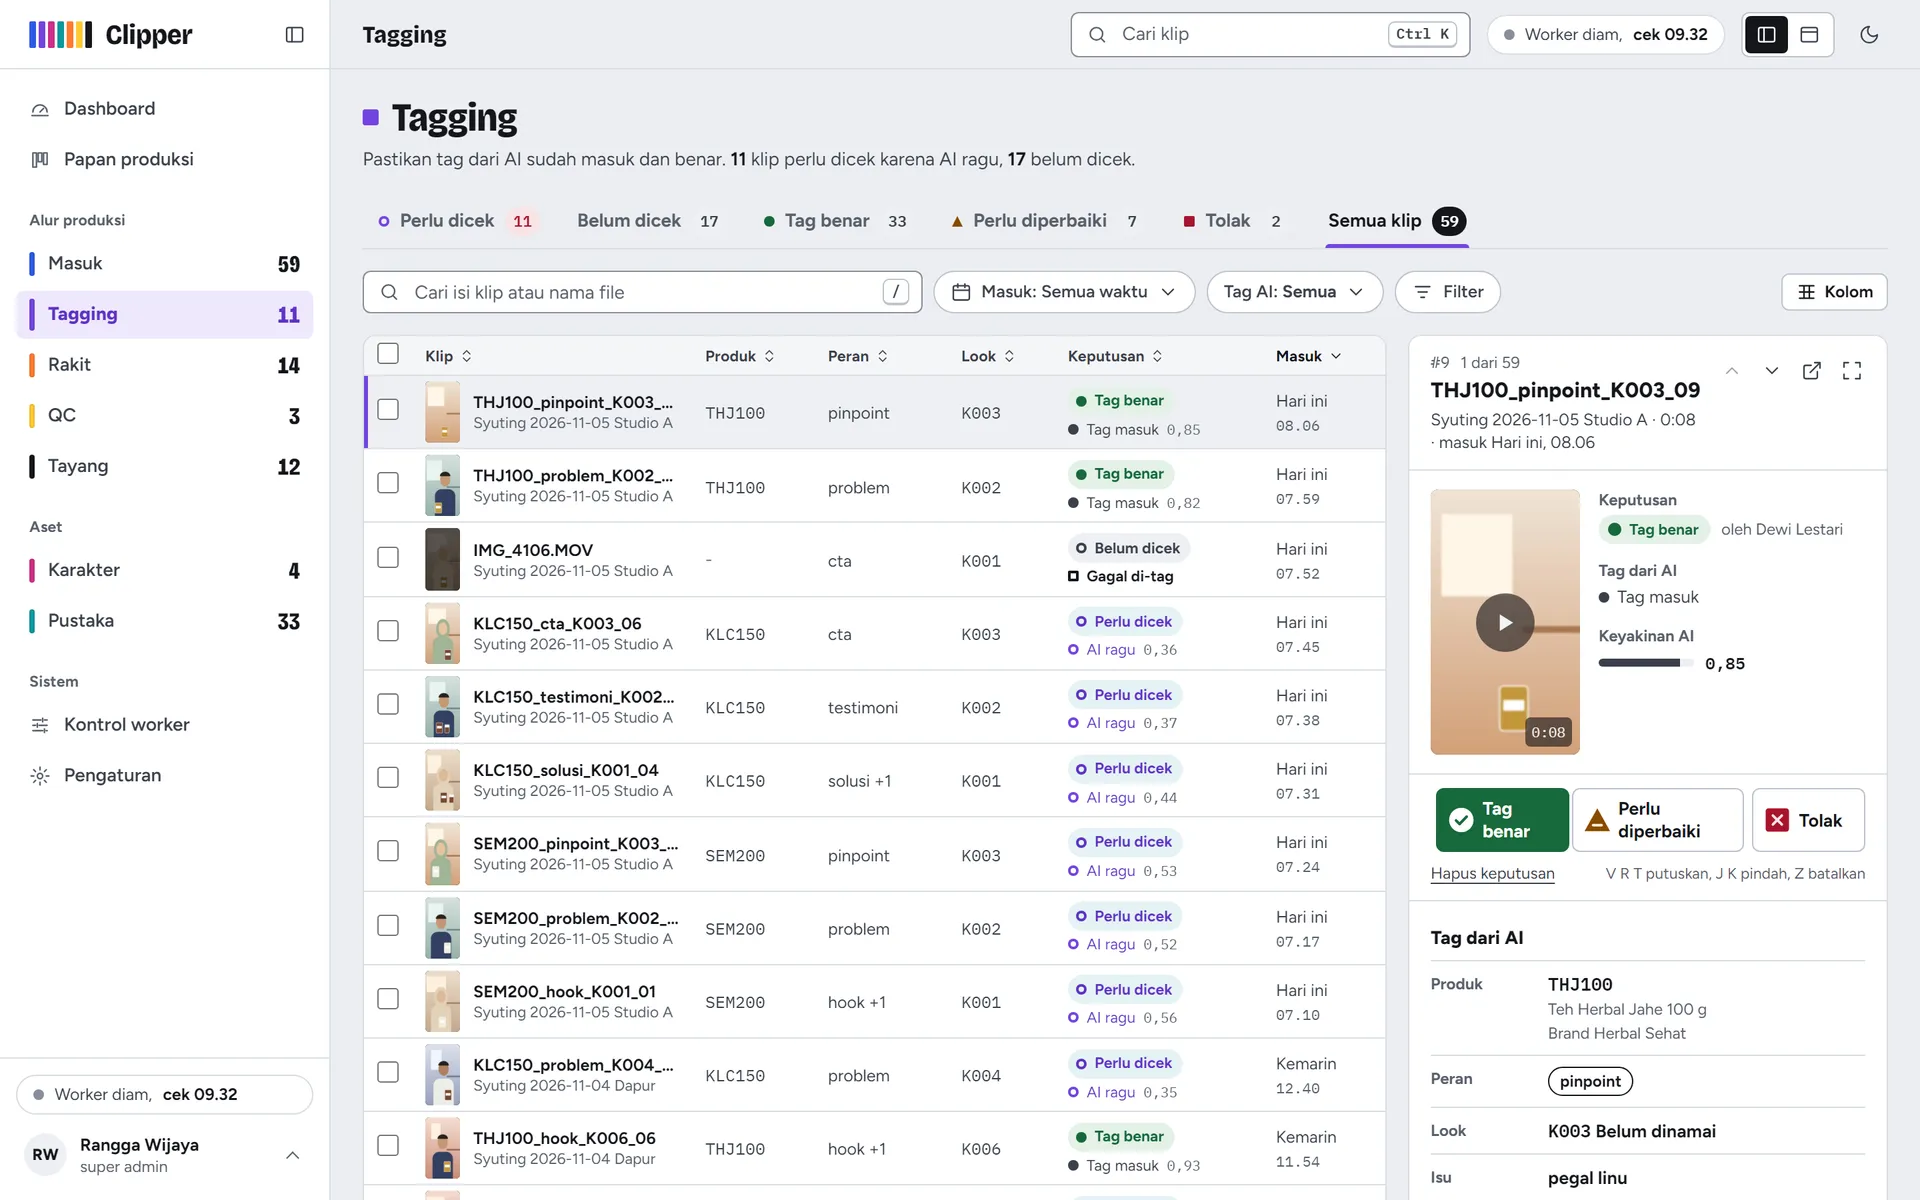 Clipper
Tagging
Cari klip
Ctrl K
Worker diam, cek 09.32
Dashboard
Papan produksi
Alur produksi
Masuk 59
Tagging 11
Rakit 14
QC 3
Tayang 12
Aset
Karakter 4
Pustaka 33
Sistem
Kontrol worker
Pengaturan
Worker diam, cek 09.32
RW
Rangga Wijaya
super admin
Tagging
Pastikan tag dari AI sudah masuk dan benar. 11 klip perlu dicek karena AI ragu, 17 belum dicek.
Perlu dicek 11 Belum dicek 17 Tag benar 33 Perlu diperbaiki 7 Tolak 2 Semua klip 59
Cari isi klip atau nama file /
Masuk: Semua waktu
Tag AI: Semua
Filter
Kolom
Klip Produk Peran Look Keputusan Masuk
THJ100_pinpoint_K003_... THJ100 pinpoint K003 Tag benar Hari ini
Syuting 2026-11-05 Studio A Tag masuk 0,85 08.06
THJ100_problem_K002_... THJ100 problem K002 Tag benar Hari ini
Syuting 2026-11-05 Studio A Tag masuk 0,82 07.59
IMG_4106.MOV - cta K001 Belum dicek Hari ini
Syuting 2026-11-05 Studio A Gagal di-tag 07.52
KLC150_cta_K003_06 KLC150 cta K003 Perlu dicek Hari ini
Syuting 2026-11-05 Studio A AI ragu 0,36 07.45
KLC150_testimoni_K002... KLC150 testimoni K002 Perlu dicek Hari ini
Syuting 2026-11-05 Studio A AI ragu 0,37 07.38
KLC150_solusi_K001_04 KLC150 solusi +1 K001 Perlu dicek Hari ini
Syuting 2026-11-05 Studio A AI ragu 0,44 07.31
SEM200_pinpoint_K003_... SEM200 pinpoint K003 Perlu dicek Hari ini
Syuting 2026-11-05 Studio A AI ragu 0,53 07.24
SEM200_problem_K002_... SEM200 problem K002 Perlu dicek Hari ini
Syuting 2026-11-05 Studio A AI ragu 0,52 07.17
SEM200_hook_K001_01 SEM200 hook +1 K001 Perlu dicek Hari ini
Syuting 2026-11-05 Studio A AI ragu 0,56 07.10
KLC150_problem_K004_... KLC150 problem K004 Perlu dicek Kemarin
Syuting 2026-11-04 Dapur AI ragu 0,35 12.40
THJ100_hook_K006_06 THJ100 hook +1 K006 Tag benar Kemarin
Syuting 2026-11-04 Dapur Tag masuk 0,93 11.54
#9 1 dari 59
THJ100_pinpoint_K003_09
Syuting 2026-11-05 Studio A · 0:08
· masuk Hari ini, 08.06
0:08
Keputusan
Tag benar oleh Dewi Lestari
Tag dari AI
Tag masuk
Keyakinan AI
0,85
Tag benar
Perlu diperbaiki
Tolak
Hapus keputusan
V R T putuskan, J K pindah, Z batalkan
Tag dari AI
Produk THJ100
Teh Herbal Jahe 100 g
Brand Herbal Sehat
Peran pinpoint
Look K003 Belum dinamai
Isu pegal linu